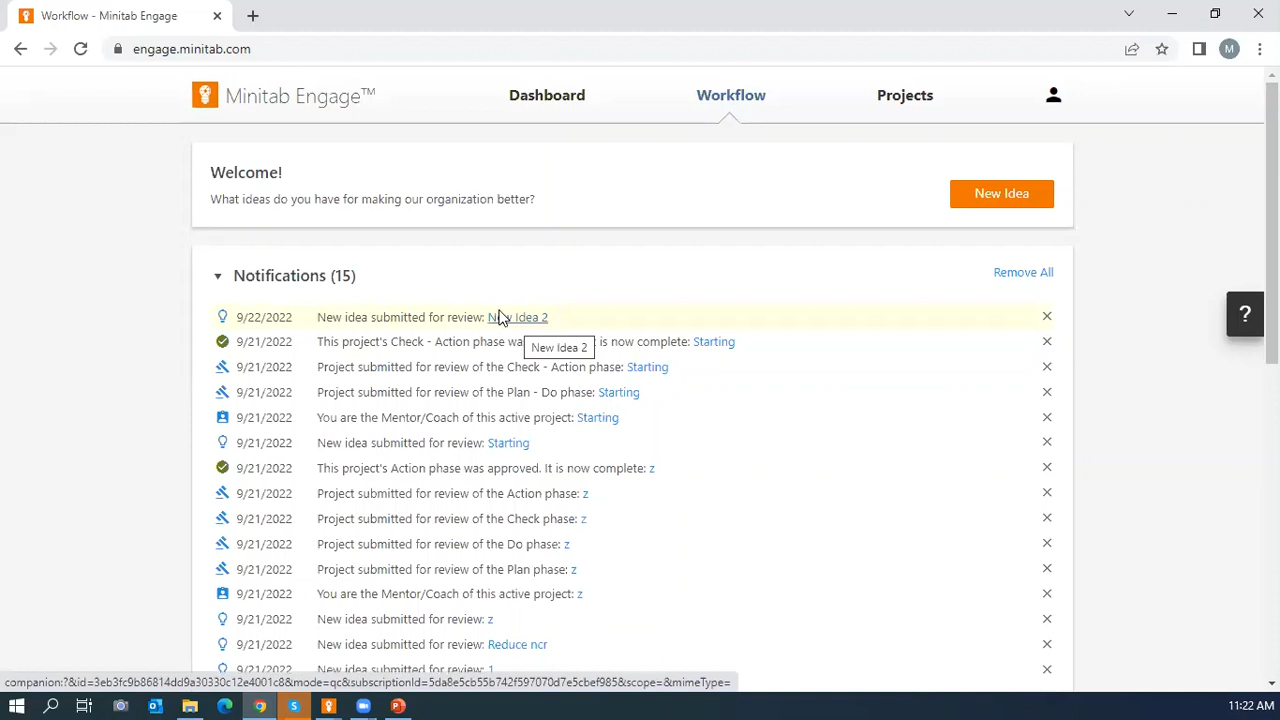 Workflow - Minitab Engage
engage.minitab.com
M
Minitab Engage™
Dashboard
Workflow
Projects
Welcome!
What ideas do you have for making our organization better?
New Idea
Notifications (15)
Remove All
9/22/2022 New idea submitted for review: New Idea 2
9/21/2022 This project's Check - Action phase wa is now complete: Starting
New Idea 2
9/21/2022 Project submitted for review of the Check - Action phase: Starting
9/21/2022 Project submitted for review of the Plan - Do phase: Starting
9/21/2022 You are the Mentor/Coach of this active project: Starting
9/21/2022 New idea submitted for review: Starting
9/21/2022 This project's Action phase was approved. It is now complete: z
9/21/2022 Project submitted for review of the Action phase: z
9/21/2022 Project submitted for review of the Check phase: z
9/21/2022 Project submitted for review of the Do phase: z
9/21/2022 Project submitted for review of the Plan phase: z
9/21/2022 You are the Mentor/Coach of this active project: z
9/21/2022 New idea submitted for review: z
9/21/2022 New idea submitted for review: Reduce ncr
9/21/2022 New idea submitted for review: 1
?
companion:?&id=3eb3fc9b86814dd9a30330c12e4001c8&mode=qc&subscriptionId=5da8e5cb55b742f597070d7e5cbef985&scope=&mimeType=
11:22 AM